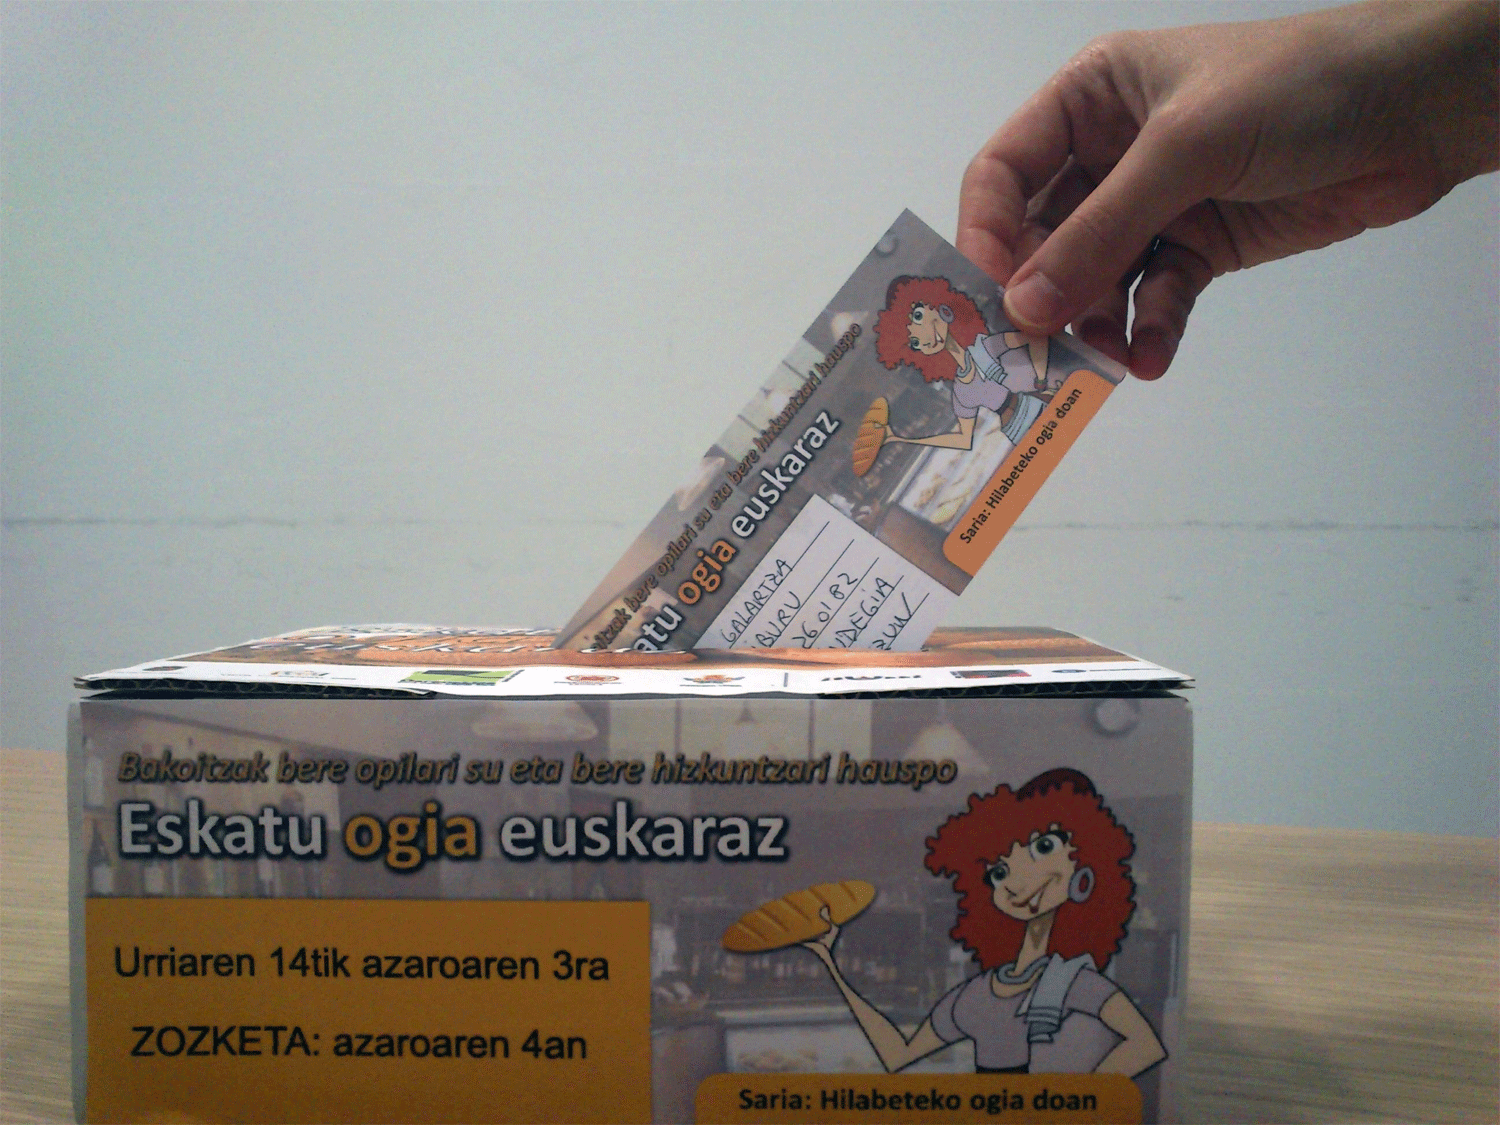 bere opilari su eta bere hizkuntzari hauspo
atu ogia euskaraz
GALARTZA
BURU
26 01 82
Saria: Hilabeteko ogia doan
Bakoitzak bere opilari su eta bere hizkuntzari hauspo
Eskatu ogia euskaraz
Urriaren 14tik azaroaren 3ra
ZOZKETA: azaroaren 4an
Saria: Hilabeteko ogia doan